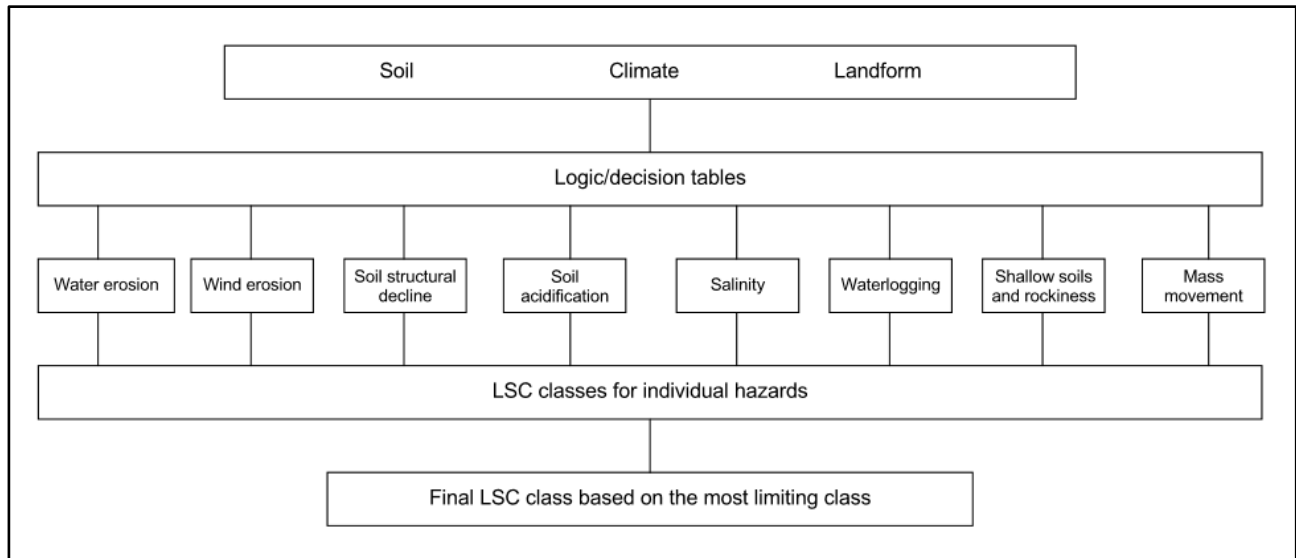 Soil Climate Landform
Logic/decision tables
Water erosion
Wind erosion
Soil structural
decline
Soil
acidification
Salinity
Waterlogging
Shallow soils
and rockiness
Mass
movement
LSC classes for individual hazards
Final LSC class based on the most limiting class